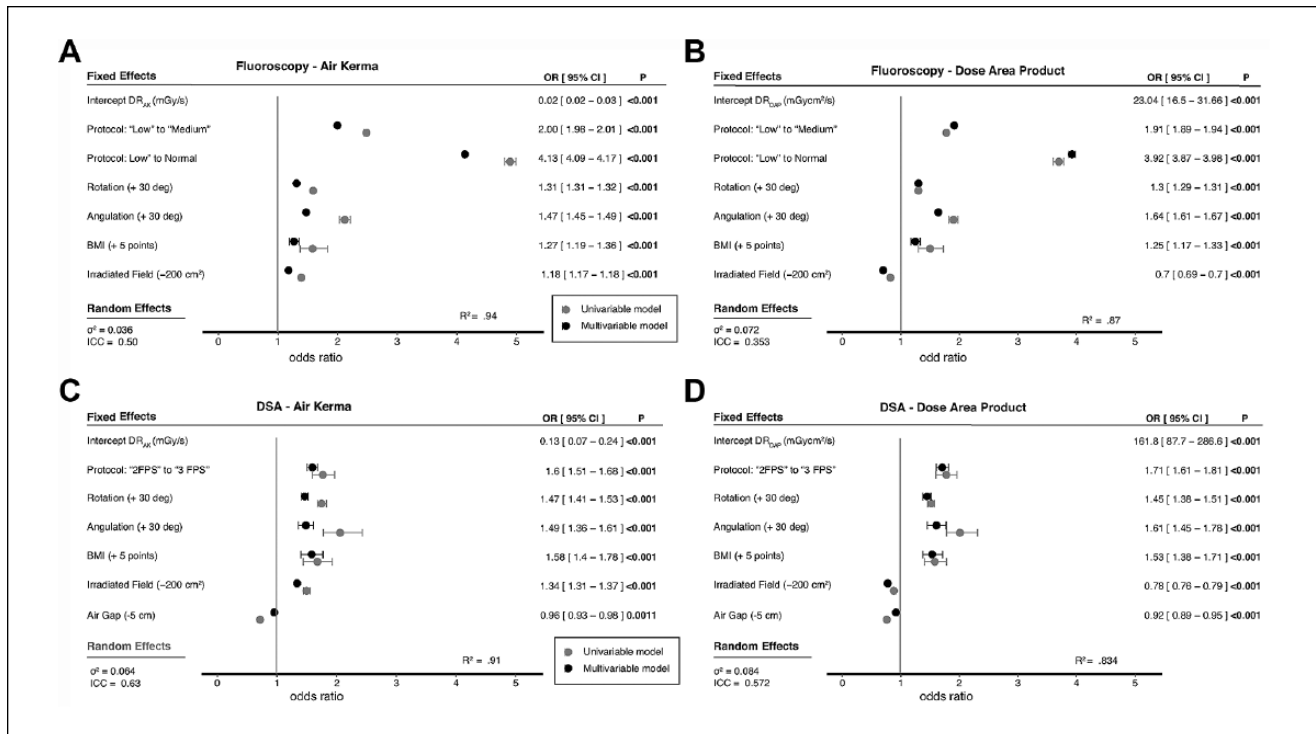 A
Fluoroscopy - Air Kerma
Fixed Effects OR [ 95% CI ] P
Intercept DR_AK (mGy/s) 0.02 [ 0.02 – 0.03 ] <0.001
Protocol: "Low" to "Medium" 2.00 [ 1.98 – 2.01 ] <0.001
Protocol: Low" to Normal 4.13 [ 4.09 – 4.17 ] <0.001
Rotation (+ 30 deg) 1.31 [ 1.31 – 1.32 ] <0.001
Angulation (+ 30 deg) 1.47 [ 1.45 – 1.49 ] <0.001
BMI (+ 5 points) 1.27 [ 1.19 – 1.36 ] <0.001
Irradiated Field (−200 cm²) 1.18 [ 1.17 – 1.18 ] <0.001
Random Effects
σ² = 0.036
ICC = 0.50
R² = .94
Univariable model
Multivariable model
0 1 2 3 4 5
odds ratio
B
Fluoroscopy - Dose Area Product
Fixed Effects OR [ 95% CI ] P
Intercept DR_DAP (mGycm²/s) 23.04 [ 16.5 – 31.66 ] <0.001
Protocol: "Low" to "Medium" 1.91 [ 1.89 – 1.94 ] <0.001
Protocol: "Low" to Normal 3.92 [ 3.87 – 3.98 ] <0.001
Rotation (+ 30 deg) 1.3 [ 1.29 – 1.31 ] <0.001
Angulation (+ 30 deg) 1.64 [ 1.61 – 1.67 ] <0.001
BMI (+ 5 points) 1.25 [ 1.17 – 1.33 ] <0.001
Irradiated Field (−200 cm²) 0.7 [ 0.69 – 0.7 ] <0.001
Random Effects
σ² = 0.072
ICC = 0.353
R² = .87
0 1 2 3 4 5
odd ratio
C
DSA - Air Kerma
Fixed Effects OR [ 95% CI ] P
Intercept DR_AK (mGy/s) 0.13 [ 0.07 – 0.24 ] <0.001
Protocol: "2FPS" to "3 FPS" 1.6 [ 1.51 – 1.68 ] <0.001
Rotation (+ 30 deg) 1.47 [ 1.41 – 1.53 ] <0.001
Angulation (+ 30 deg) 1.49 [ 1.36 – 1.61 ] <0.001
BMI (+ 5 points) 1.58 [ 1.4 – 1.78 ] <0.001
Irradiated Field (−200 cm²) 1.34 [ 1.31 – 1.37 ] <0.001
Air Gap (-5 cm) 0.96 [ 0.93 – 0.98 ] 0.0011
Random Effects
σ² = 0.064
ICC = 0.63
R² = .91
Univariable model
Multivariable model
0 1 2 3 4 5
odds ratio
D
DSA - Dose Area Product
Fixed Effects OR [ 95% CI ] P
Intercept DR_DAP (mGycm²/s) 161.8 [ 87.7 – 286.6 ] <0.001
Protocol: "2FPS" to "3 FPS" 1.71 [ 1.61 – 1.81 ] <0.001
Rotation (+ 30 deg) 1.45 [ 1.38 – 1.51 ] <0.001
Angulation (+ 30 deg) 1.61 [ 1.45 – 1.78 ] <0.001
BMI (+ 5 points) 1.53 [ 1.38 – 1.71 ] <0.001
Irradiated Field (−200 cm²) 0.78 [ 0.76 – 0.79 ] <0.001
Air Gap (-5 cm) 0.92 [ 0.89 – 0.95 ] <0.001
Random Effects
σ² = 0.084
ICC = 0.572
R² = .834
0 1 2 3 4 5
odds ratio